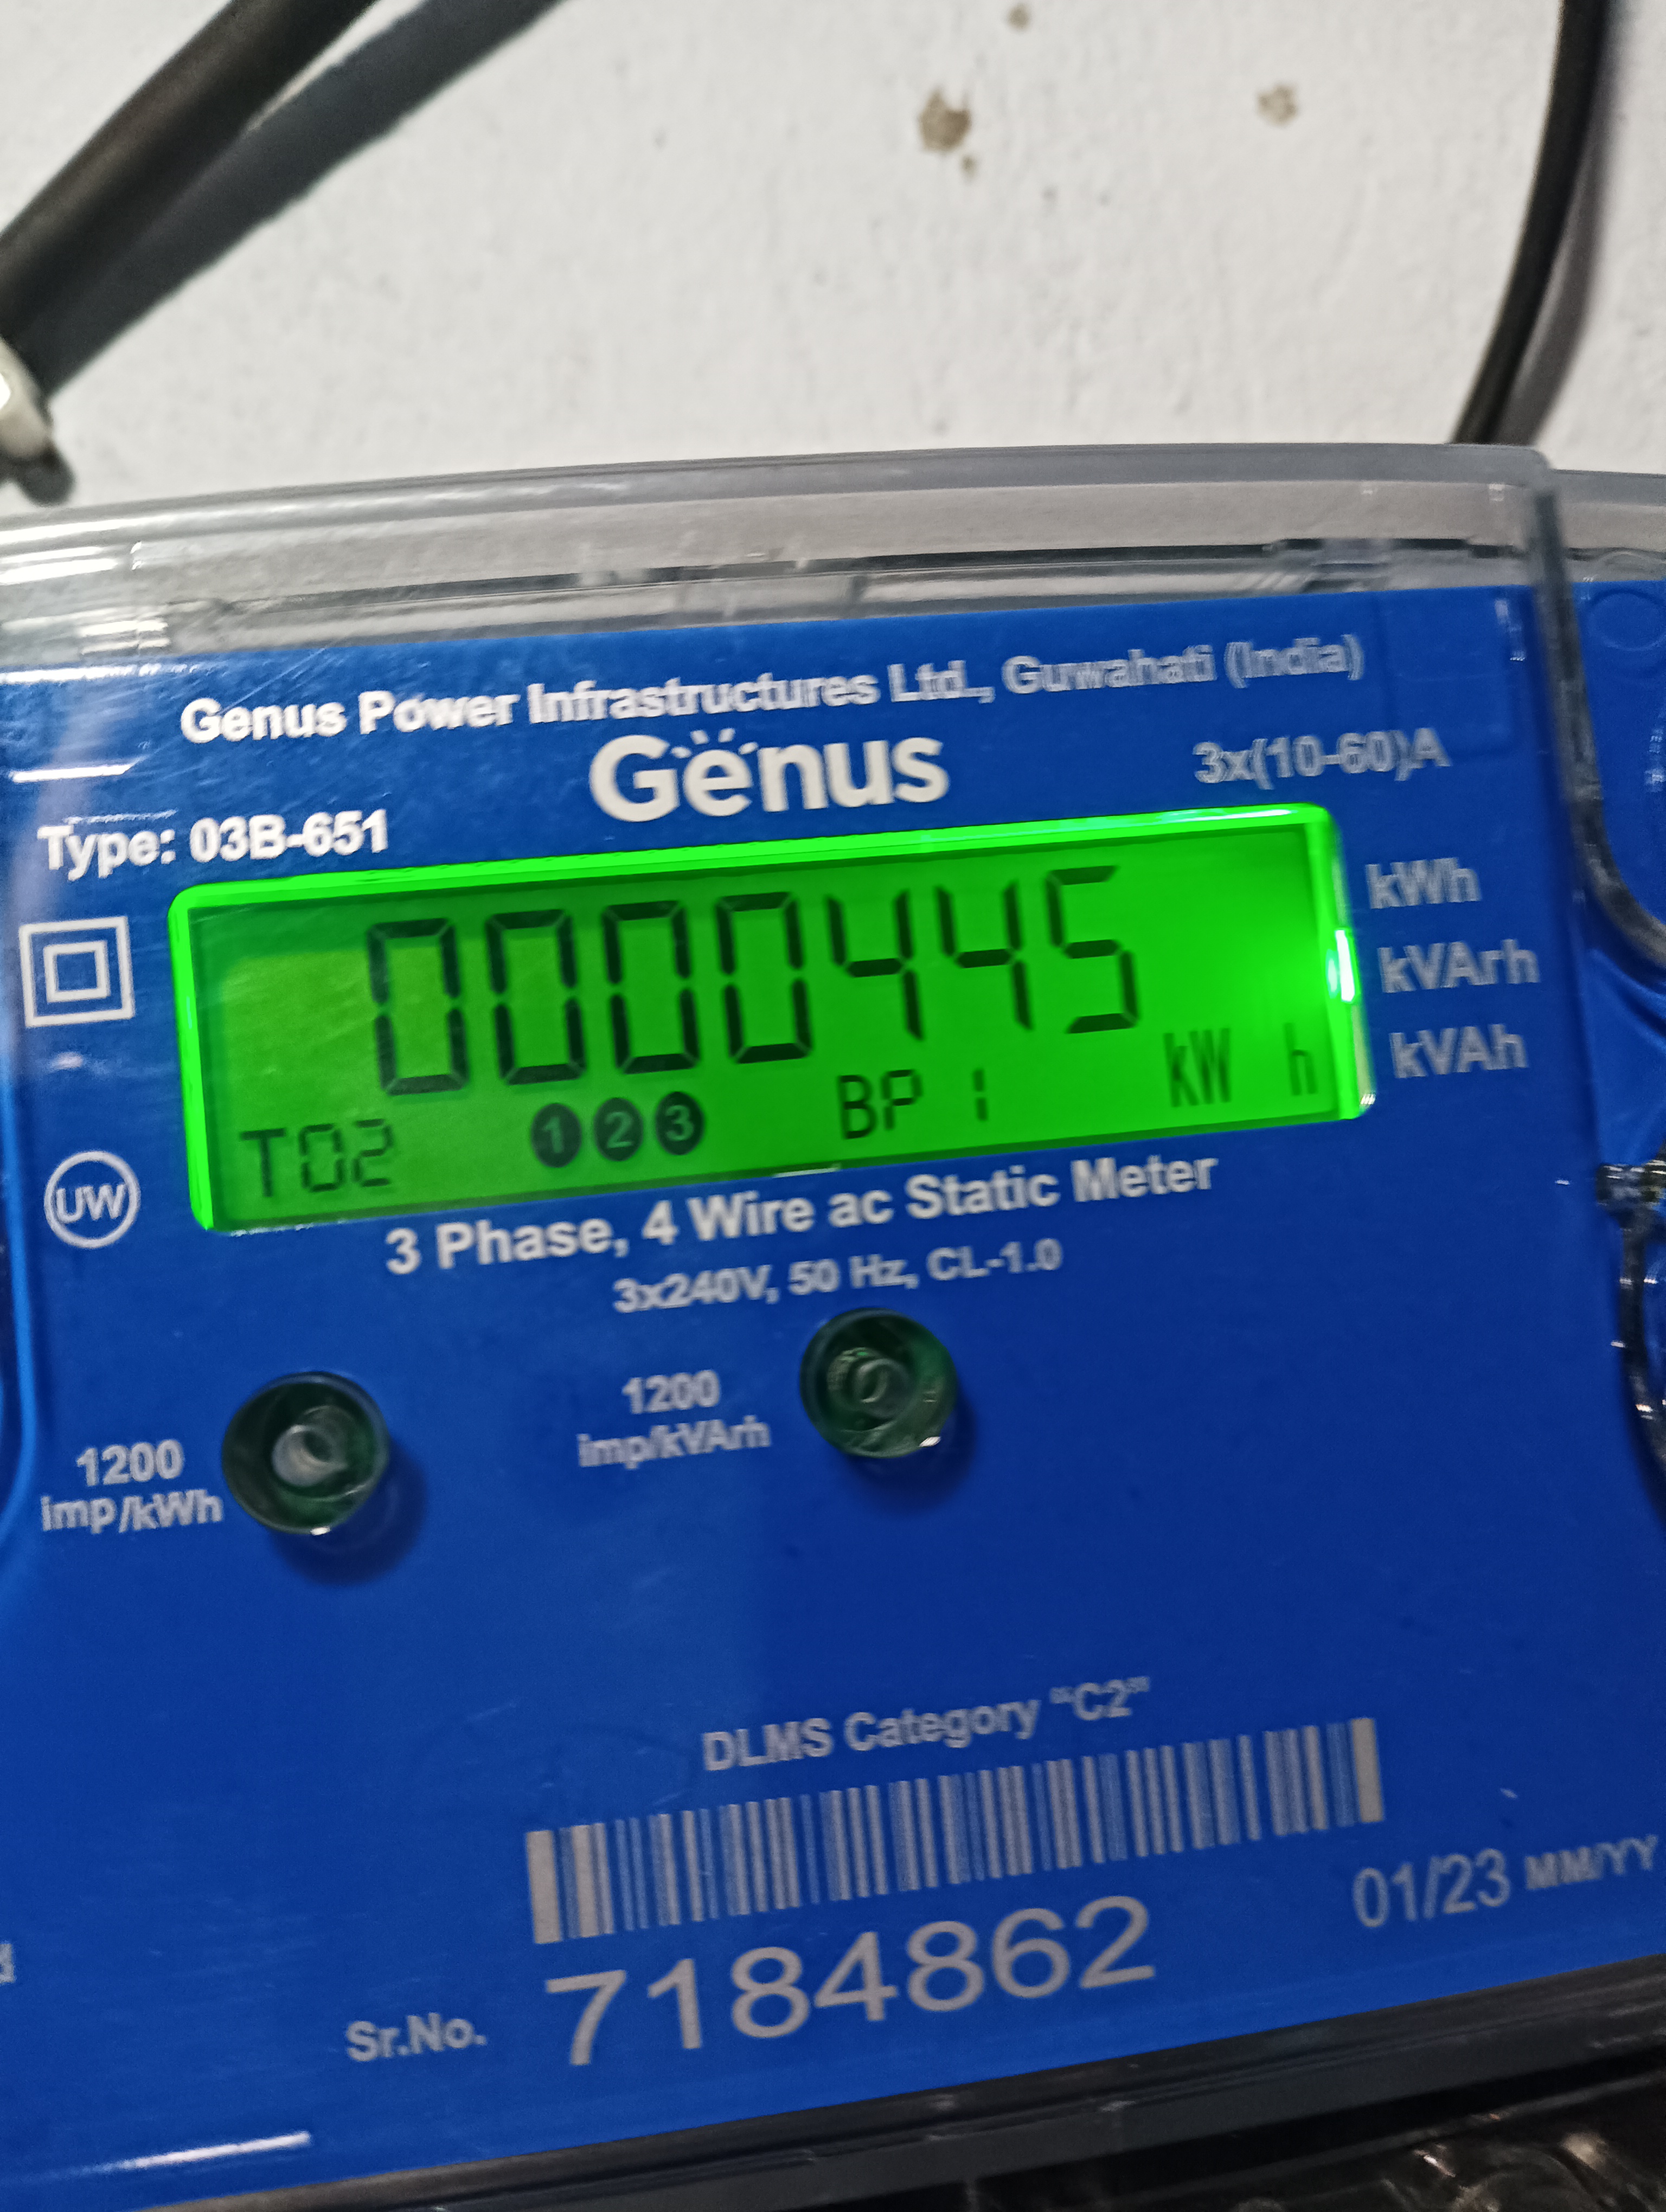 Genus Power Infrastructures Ltd., Guwahati (India)
Genus
3x(10-60)A
Type: 03B-651
0000445
kWh
kVArh
kVAh
T02 1 2 3 BP 1 kW h
UW
3 Phase, 4 Wire ac Static Meter
3x240V, 50 Hz, CL-1.0
1200
imp/kWh
1200
imp/kVArh
DLMS Category "C2"
01/23 MM/YY
Sr.No. 7184862